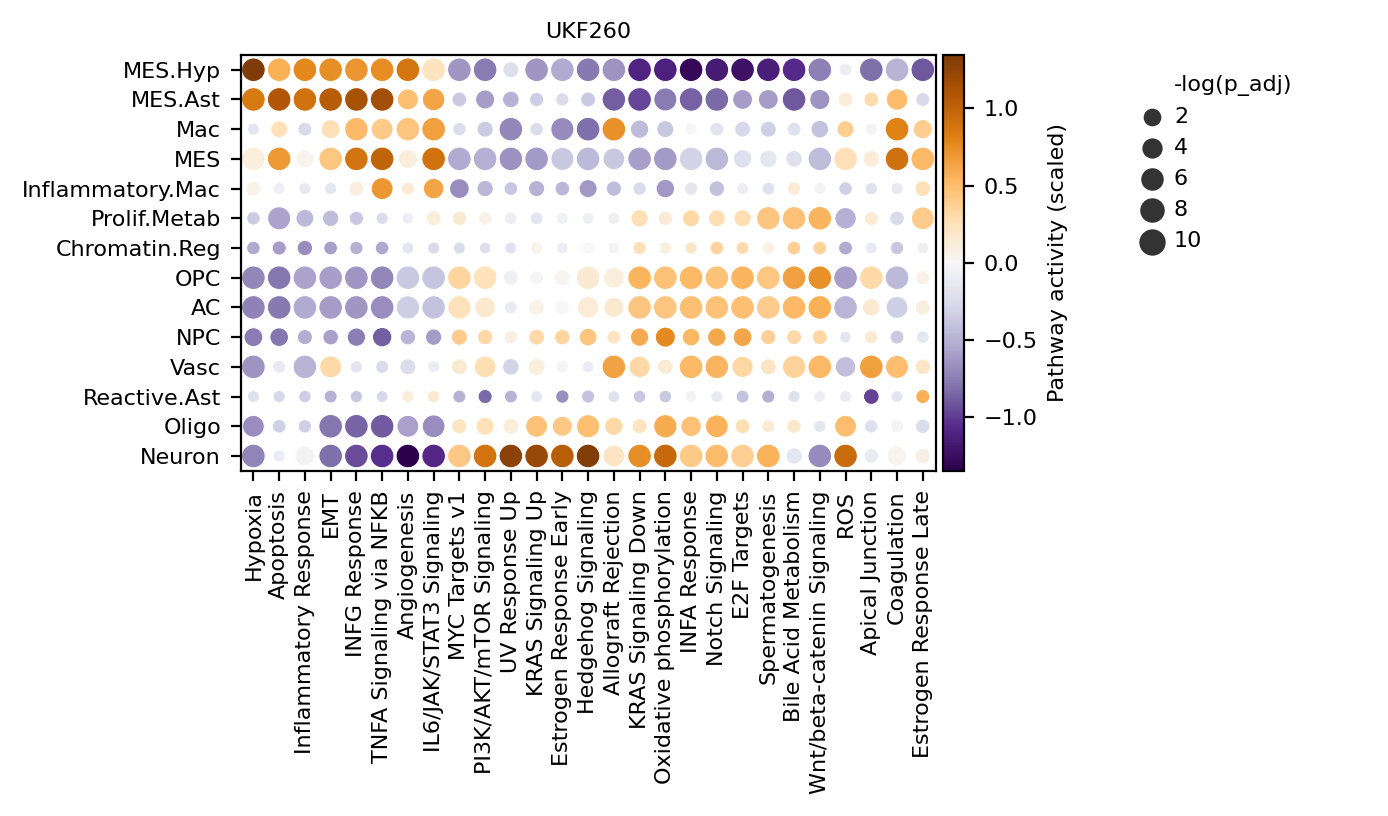 UKF260
MES.Hyp
MES.Ast
Mac
MES
Inflammatory.Mac
Prolif.Metab
Chromatin.Reg
OPC
AC
NPC
Vasc
Reactive.Ast
Oligo
Neuron
Hypoxia
Apoptosis
Inflammatory Response
EMT
INFG Response
TNFA Signaling via NFKB
Angiogenesis
IL6/JAK/STAT3 Signaling
MYC Targets v1
PI3K/AKT/mTOR Signaling
UV Response Up
KRAS Signaling Up
Estrogen Response Early
Hedgehog Signaling
Allograft Rejection
KRAS Signaling Down
Oxidative phosphorylation
INFA Response
Notch Signaling
E2F Targets
Spermatogenesis
Bile Acid Metabolism
Wnt/beta-catenin Signaling
ROS
Apical Junction
Coagulation
Estrogen Response Late
1.0
0.5
0.0
−0.5
−1.0
Pathway activity (scaled)
-log(p_adj)
2
4
6
8
10